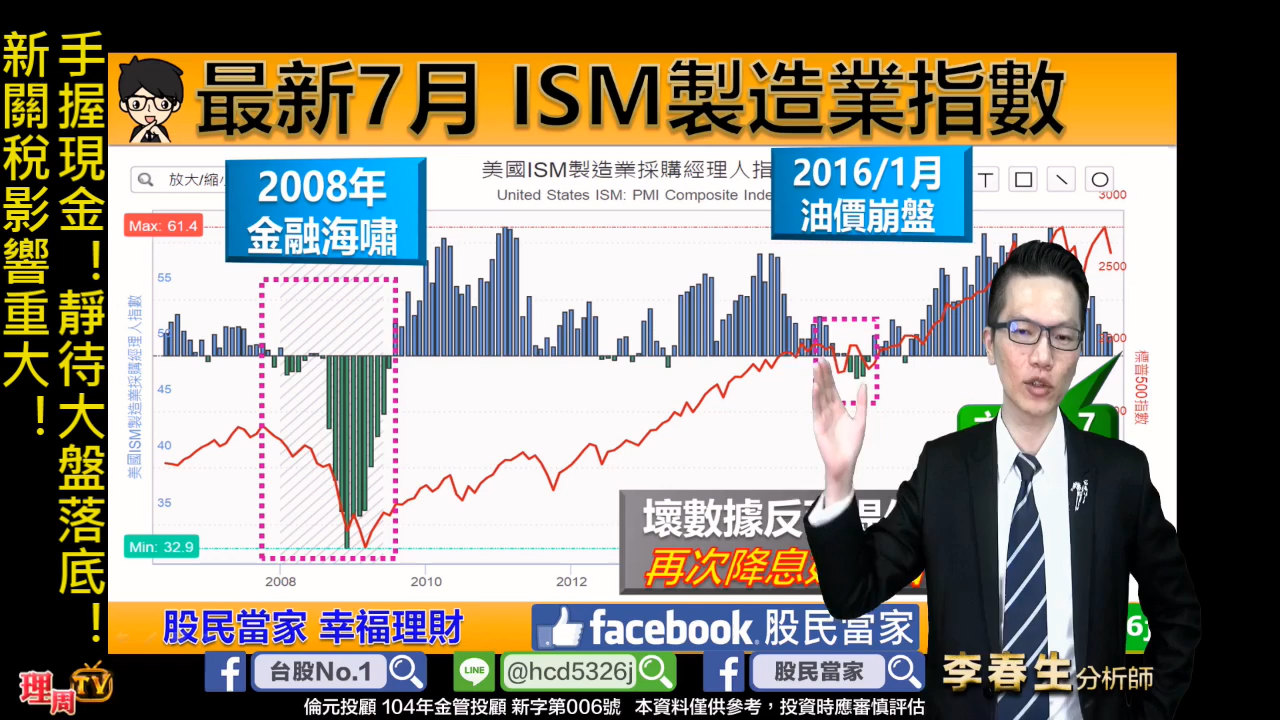 手握現金！靜待大盤落底！
新關稅影響重大！
最新7月 ISM製造業指數
放大/縮
美國ISM製造業採購經理人指
United States ISM: PMI Composite Inde
2008年
金融海嘯
2016/1月
油價崩盤
T
3000
Max: 61.4
55
50
45
40
35
Min: 32.9
2500
美國ISM製造業採購經理人指數
標普500指數
7
2008
2010
2012
壞數據反
再次降息
股民當家 幸福理財
facebook 股民當家
台股No.1
LINE
@hcd5326j
股民當家
理周TV
李春生分析師
倫元投顧 104年金管投顧 新字第006號 本資料僅供參考，投資時應審慎評估